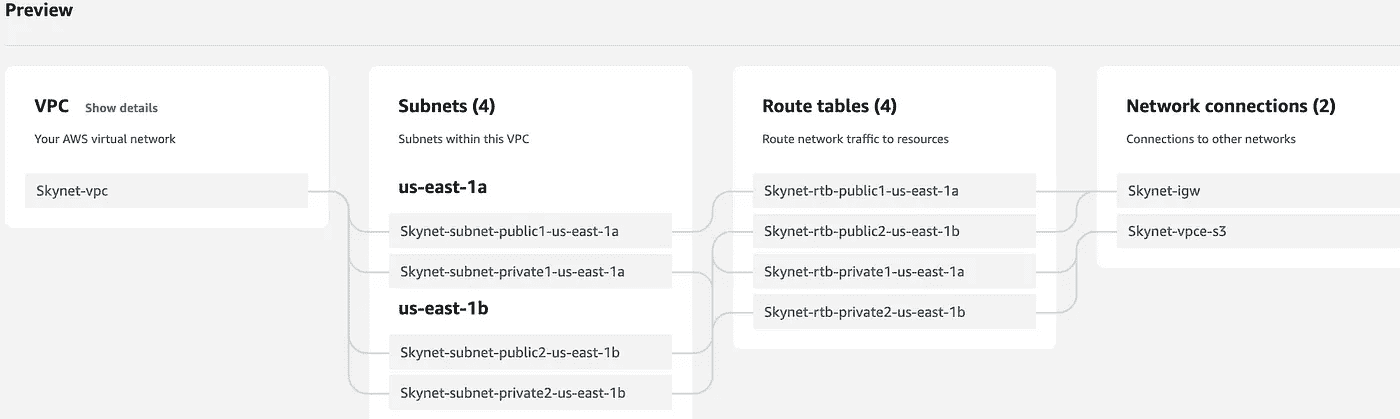 Preview
VPC Show details
Your AWS virtual network
Skynet-vpc
Subnets (4)
Subnets within this VPC
us-east-1a
Skynet-subnet-public1-us-east-1a
Skynet-subnet-private1-us-east-1a
us-east-1b
Skynet-subnet-public2-us-east-1b
Skynet-subnet-private2-us-east-1b
Route tables (4)
Route network traffic to resources
Skynet-rtb-public1-us-east-1a
Skynet-rtb-public2-us-east-1b
Skynet-rtb-private1-us-east-1a
Skynet-rtb-private2-us-east-1b
Network connections (2)
Connections to other networks
Skynet-igw
Skynet-vpce-s3